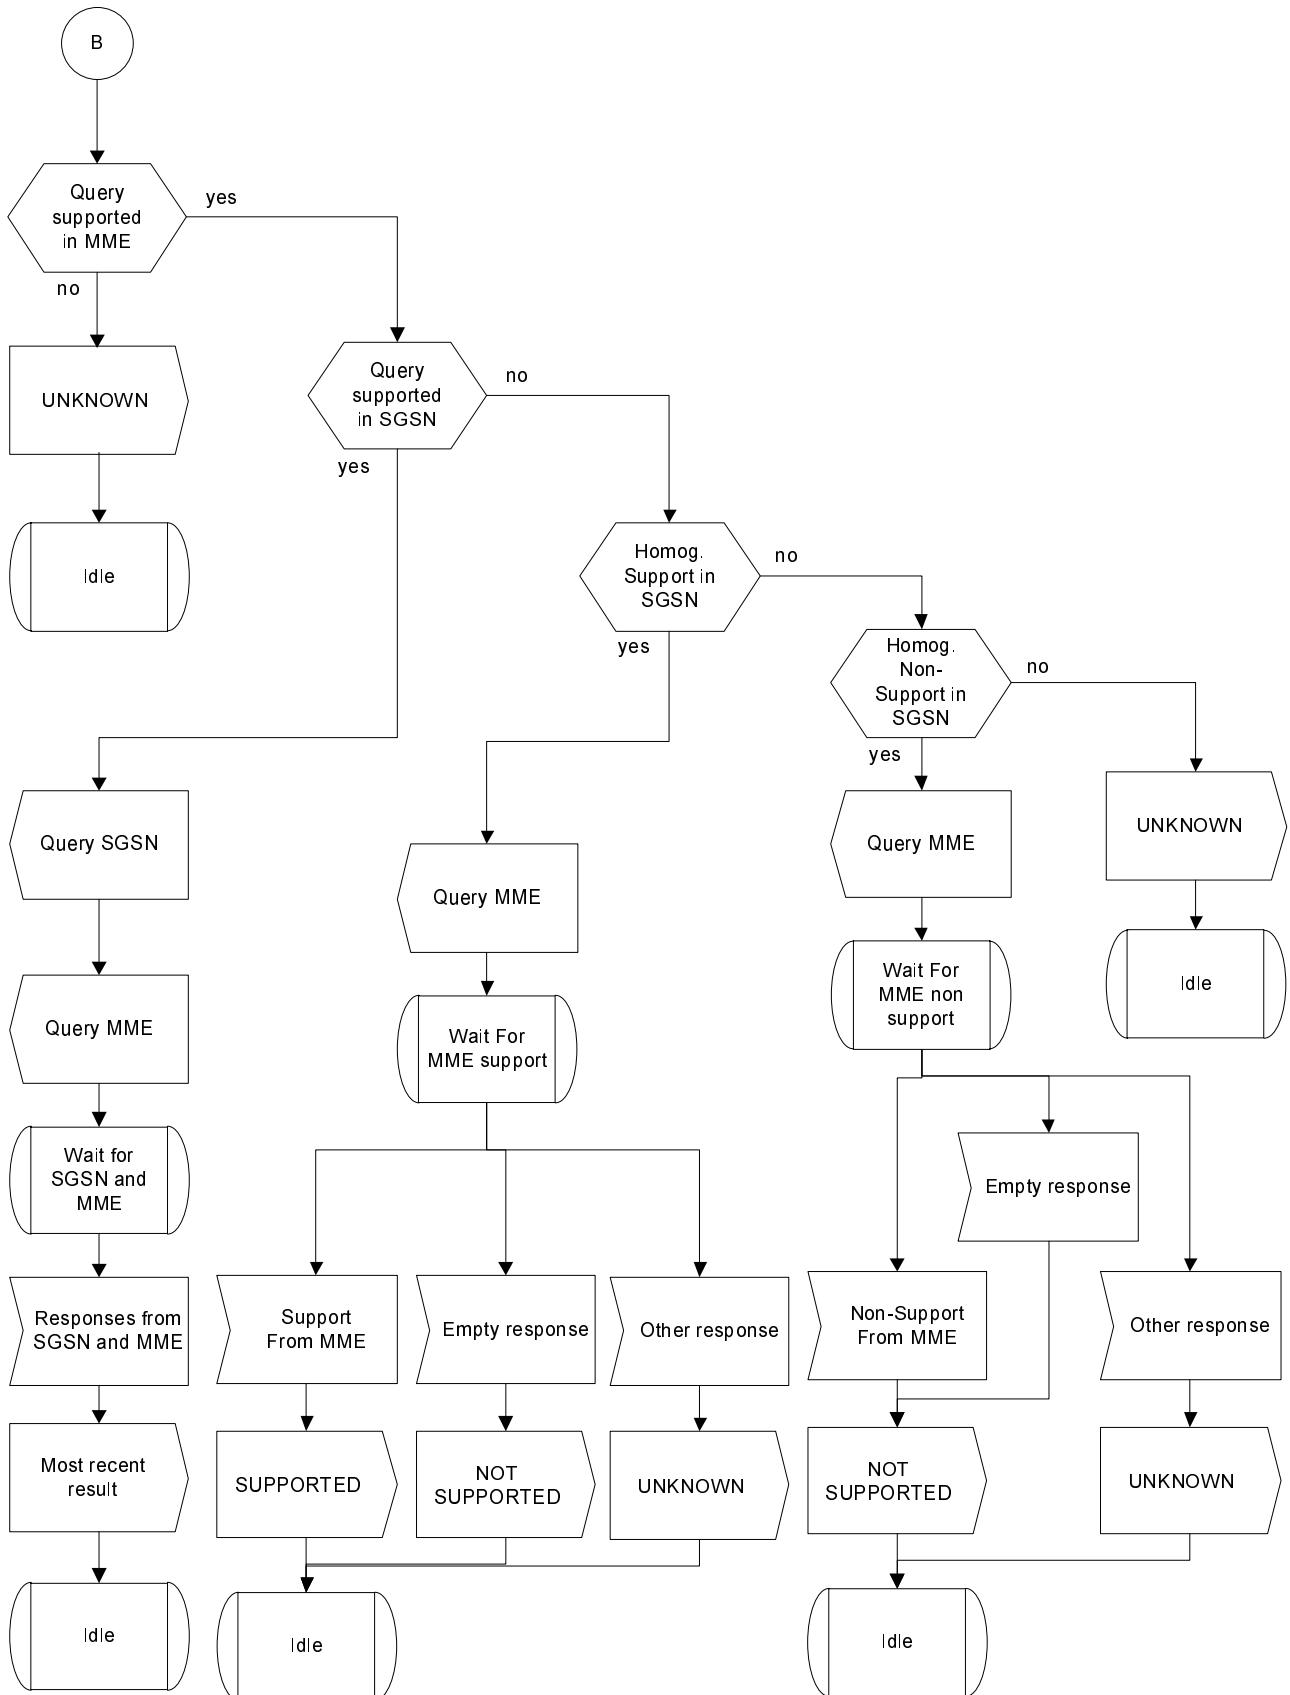 B
Query
supported
in MME
yes
no
UNKNOWN
Idle
Query
supported
in SGSN
no
yes
Homog.
Support in
SGSN
no
yes
Homog.
Non-
Support in
SGSN
no
yes
UNKNOWN
Idle
Query SGSN
Query MME
Wait for
SGSN and
MME
Responses from
SGSN and MME
Most recent
result
Idle
Query MME
Wait For
MME support
Support
From MME
Empty response
Other response
SUPPORTED
NOT
SUPPORTED
UNKNOWN
Idle
Query MME
Wait For
MME non
support
Empty response
Non-Support
From MME
Other response
NOT
SUPPORTED
UNKNOWN
Idle